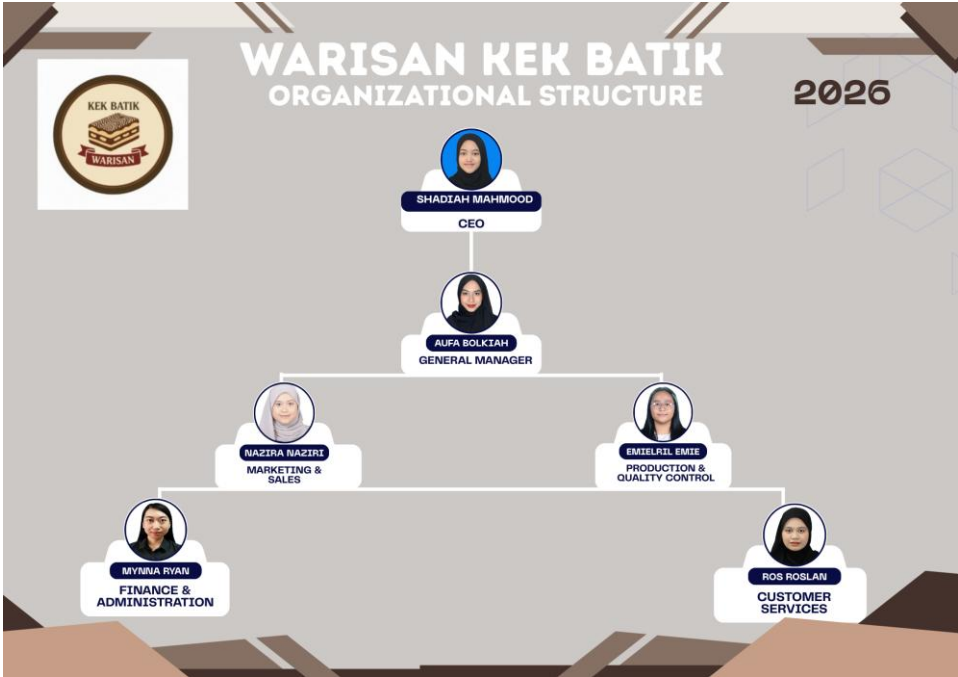 WARISAN KEK BATIK
ORGANIZATIONAL STRUCTURE
2026
KEK BATIK
WARISAN
SHADIAH MAHMOOD
CEO
AUFA BOLKIAH
GENERAL MANAGER
NAZIRA NAZIRI
MARKETING &
SALES
EMIELRIL EMIE
PRODUCTION &
QUALITY CONTROL
MYNNA RYAN
FINANCE &
ADMINISTRATION
ROS ROSLAN
CUSTOMER
SERVICES